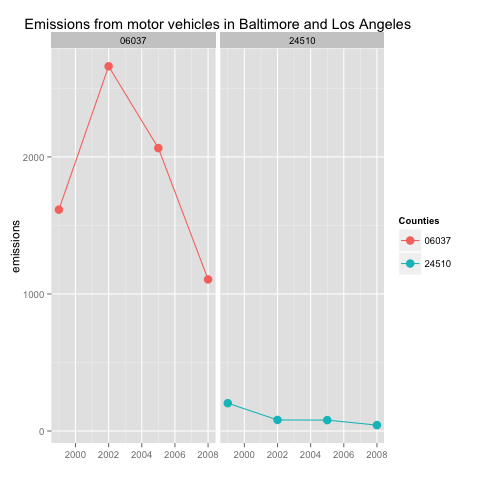 Emissions from motor vehicles in Baltimore and Los Angeles
06037 24510
2000
1000
0
emissions
2000 2002 2004 2006 2008 2000 2002 2004 2006 2008
Counties
06037
24510